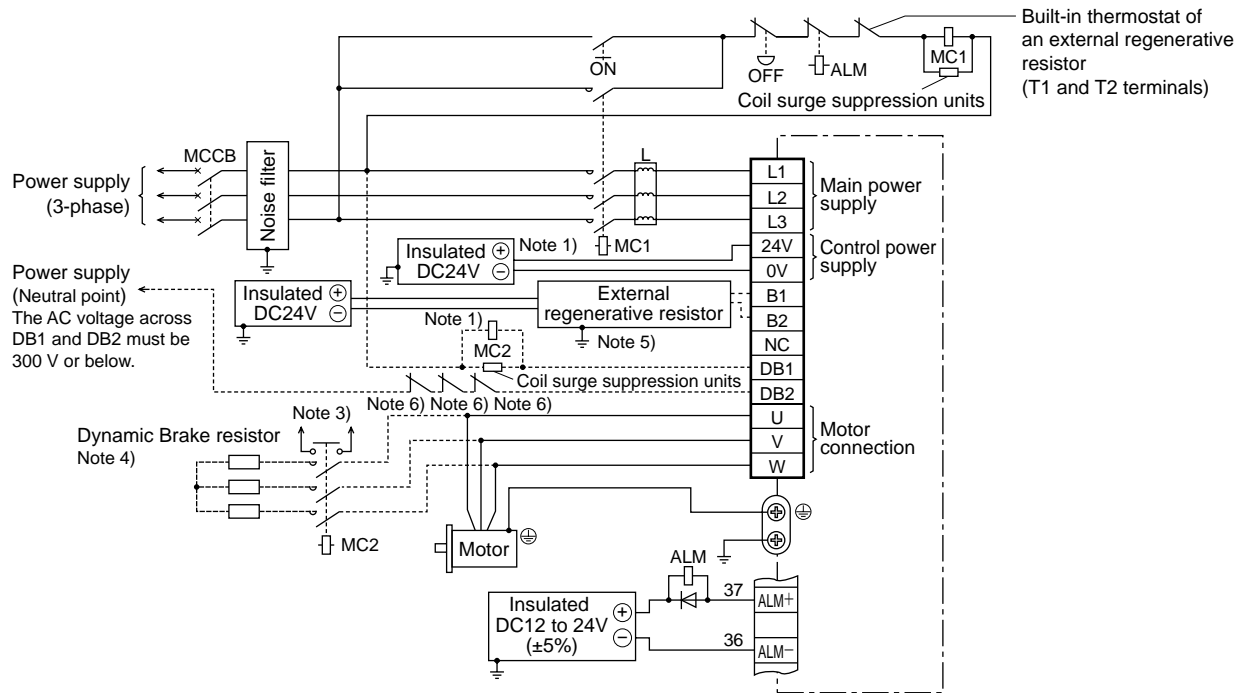 Built-in thermostat of
an external regenerative
resistor
(T1 and T2 terminals)
ON
OFF
ALM
MC1
Coil surge suppression units
MCCB
Noise filter
L
Power supply
(3-phase)
L1
L2
L3
Main power
supply
MC1
Insulated
DC24V
+
−
Note 1)
24V
0V
Control power
supply
Power supply
(Neutral point)
The AC voltage across
DB1 and DB2 must be
300 V or below.
Insulated
DC24V
+
−
Note 1)
External
regenerative resistor
Note 5)
B1
B2
NC
MC2
Coil surge suppression units
DB1
DB2
Note 6) Note 6) Note 6)
Note 3)
Dynamic Brake resistor
Note 4)
U
V
W
Motor
connection
MC2
Motor
ALM
Insulated
DC12 to 24V
(±5%)
+
−
37
ALM+
36
ALM−